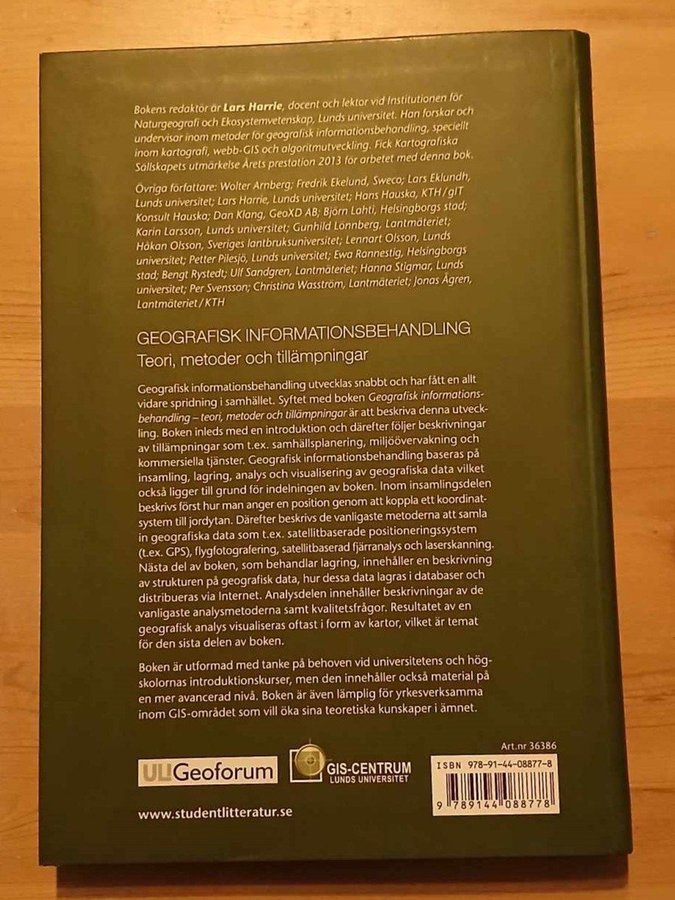 Bokens redaktör är Lars Harrie, docent och lektor vid Institutionen för
Naturgeografi och Ekosystemvetenskap, Lunds universitet. Han forskar och
undervisar inom metoder för geografisk informationsbehandling, speciellt
inom kartografi, webb-GIS och algoritmutveckling. Fick Kartografiska
Sällskapets utmärkelse Årets prestation 2013 för arbetet med denna bok.
Övriga författare: Wolter Arnberg; Fredrik Ekelund, Sweco; Lars Eklundh,
Lunds universitet; Lars Harrie, Lunds universitet; Hans Hauska, KTH/gIT
Konsult Hauska; Dan Klang, GeoXD AB; Björn Lahti, Helsingborgs stad;
Karin Larsson, Lunds universitet; Gunhild Lönnberg, Lantmäteriet;
Håkan Olsson, Sveriges lantbruksuniversitet; Lennart Olsson, Lunds
universitet; Petter Pilesjö, Lunds universitet; Ewa Rannestig, Helsingborgs
stad; Bengt Rystedt; Ulf Sandgren, Lantmäteriet; Hanna Stigmar, Lunds
universitet; Per Svensson; Christina Wasström, Lantmäteriet; Jonas Ågren,
Lantmäteriet/KTH
GEOGRAFISK INFORMATIONSBEHANDLING
Teori, metoder och tillämpningar
Geografisk informationsbehandling utvecklas snabbt och har fått en allt
vidare spridning i samhället. Syftet med boken Geografisk informations-
behandling – teori, metoder och tillämpningar är att beskriva denna utveck-
ling. Boken inleds med en introduktion och därefter följer beskrivningar
av tillämpningar som t.ex. samhällsplanering, miljöövervakning och
kommersiella tjänster. Geografisk informationsbehandling baseras på
insamling, lagring, analys och visualisering av geografiska data vilket
också ligger till grund för indelningen av boken. Inom insamlingsdelen
beskrivs först hur man anger en position genom att koppla ett koordinat-
system till jordytan. Därefter beskrivs de vanligaste metoderna att samla
in geografiska data som t.ex. satellitbaserade positioneringssystem
(t.ex. GPS), flygfotografering, satellitbaserad fjärranalys och laserskanning.
Nästa del av boken, som behandlar lagring, innehåller en beskrivning
av strukturen på geografisk data, hur dessa data lagras i databaser och
distribueras via Internet. Analysdelen innehåller beskrivningar av de
vanligaste analysmetoderna samt kvalitetsfrågor. Resultatet av en
geografisk analys visualiseras oftast i form av kartor, vilket är temat
för den sista delen av boken.
Boken är utformad med tanke på behoven vid universitetens och hög-
skolornas introduktionskurser, men den innehåller också material på
en mer avancerad nivå. Boken är även lämplig för yrkesverksamma
inom GIS-området som vill öka sina teoretiska kunskaper i ämnet.
Art.nr 36386
ULI Geoforum
GIS-CENTRUM
LUNDS UNIVERSITET
ISBN 978-91-44-08877-8
9 789144 088778
www.studentlitteratur.se